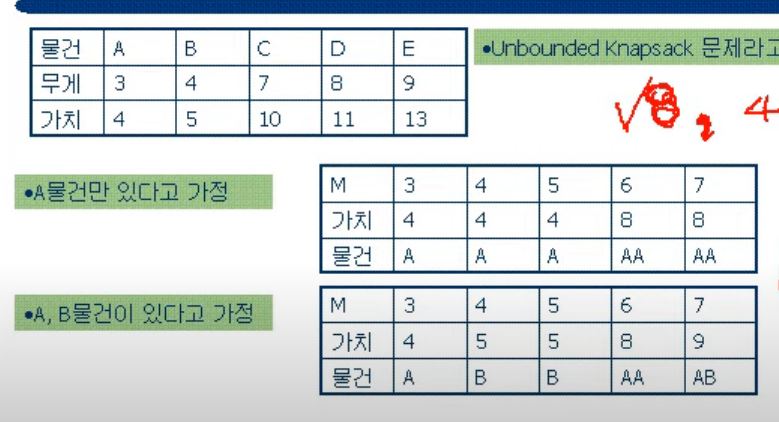 물건 A B C D E
무게 3 4 7 8 9
가치 4 5 10 11 13
•Unbounded Knapsack 문제라고
8, 4
•A물건만 있다고 가정
M 3 4 5 6 7
가치 4 4 4 8 8
물건 A A A AA AA
•A, B물건이 있다고 가정
M 3 4 5 6 7
가치 4 5 5 8 9
물건 A B B AA AB